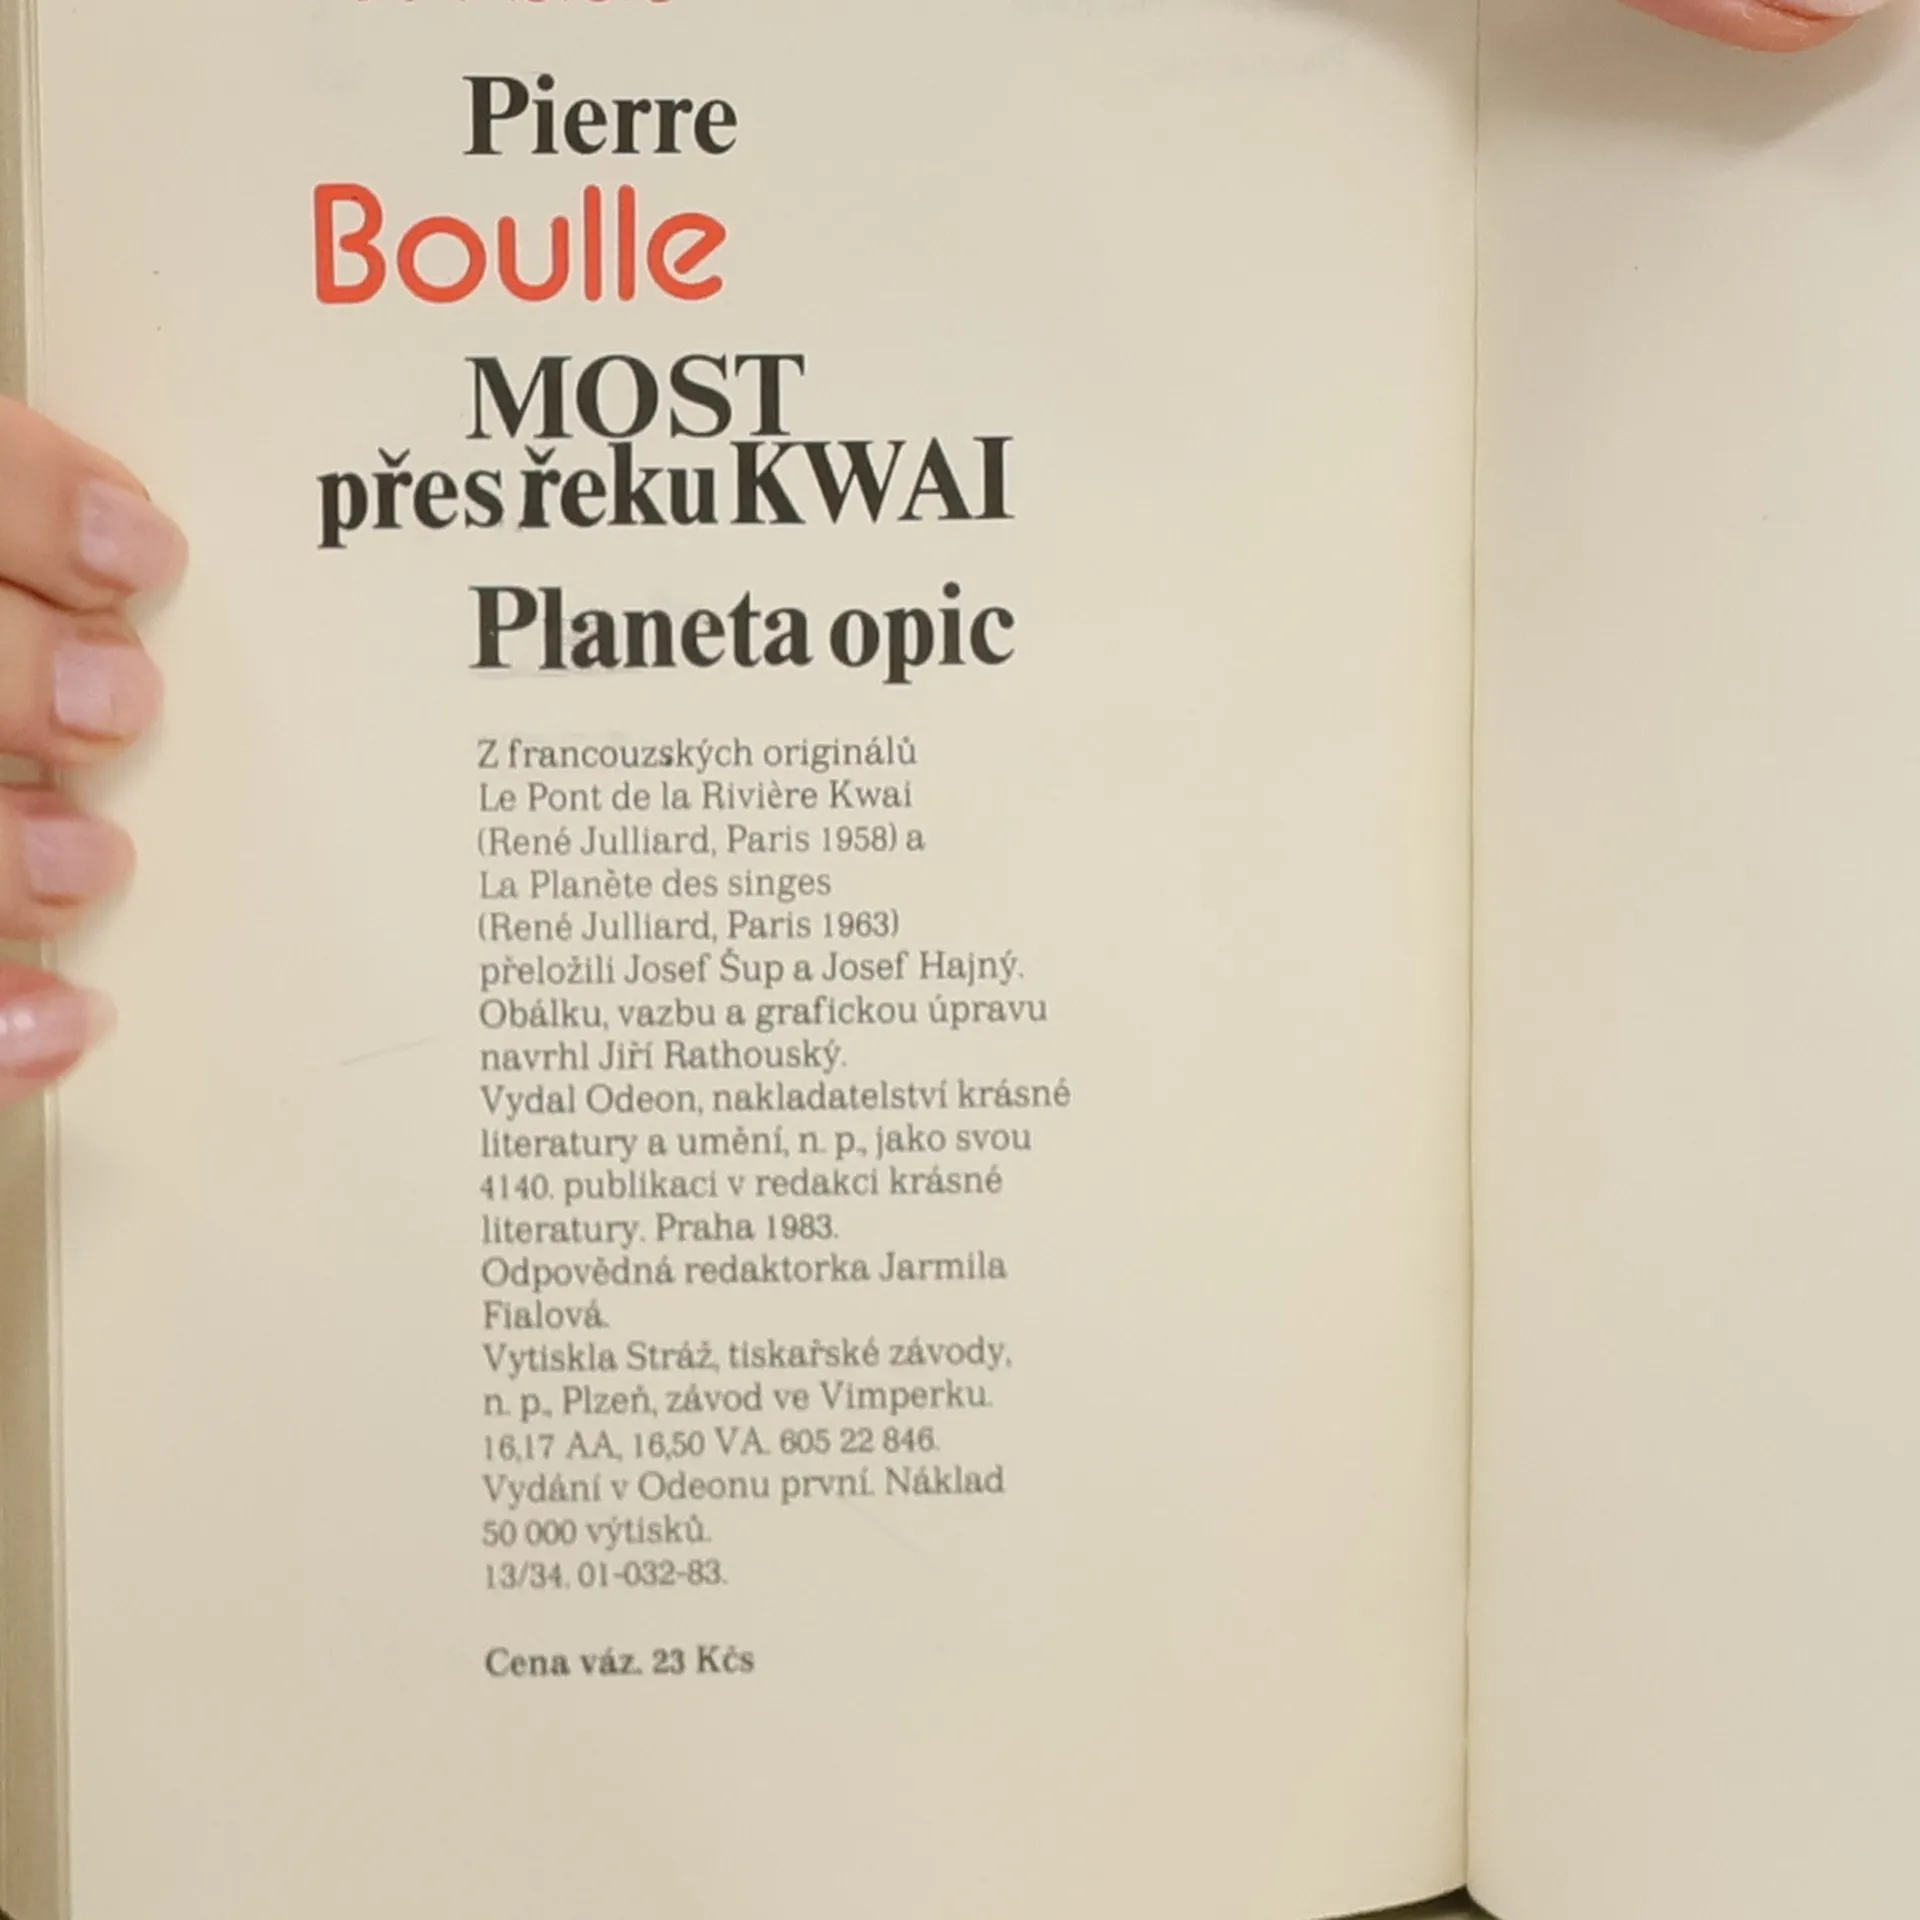 Pierre
Boulle
MOST
přes řeku KWAI
Planeta opic
Z francouzských originálů
Le Pont de la Rivière Kwai
(René Julliard, Paris 1958) a
La Planète des singes
(René Julliard, Paris 1963)
přeložili Josef Šup a Josef Hajný.
Obálku, vazbu a grafickou úpravu
navrhl Jiří Rathouský.
Vydal Odeon, nakladatelství krásné
literatury a umění, n. p., jako svou
4140. publikaci v redakci krásné
literatury. Praha 1983.
Odpovědná redaktorka Jarmila
Fialová.
Vytiskla Stráž, tiskařské závody,
n. p., Plzeň, závod ve Vimperku.
16,17 AA, 16,50 VA. 605 22 846.
Vydání v Odeonu první. Náklad
50 000 výtisků.
13/34. 01-032-83.
Cena váz. 23 Kčs